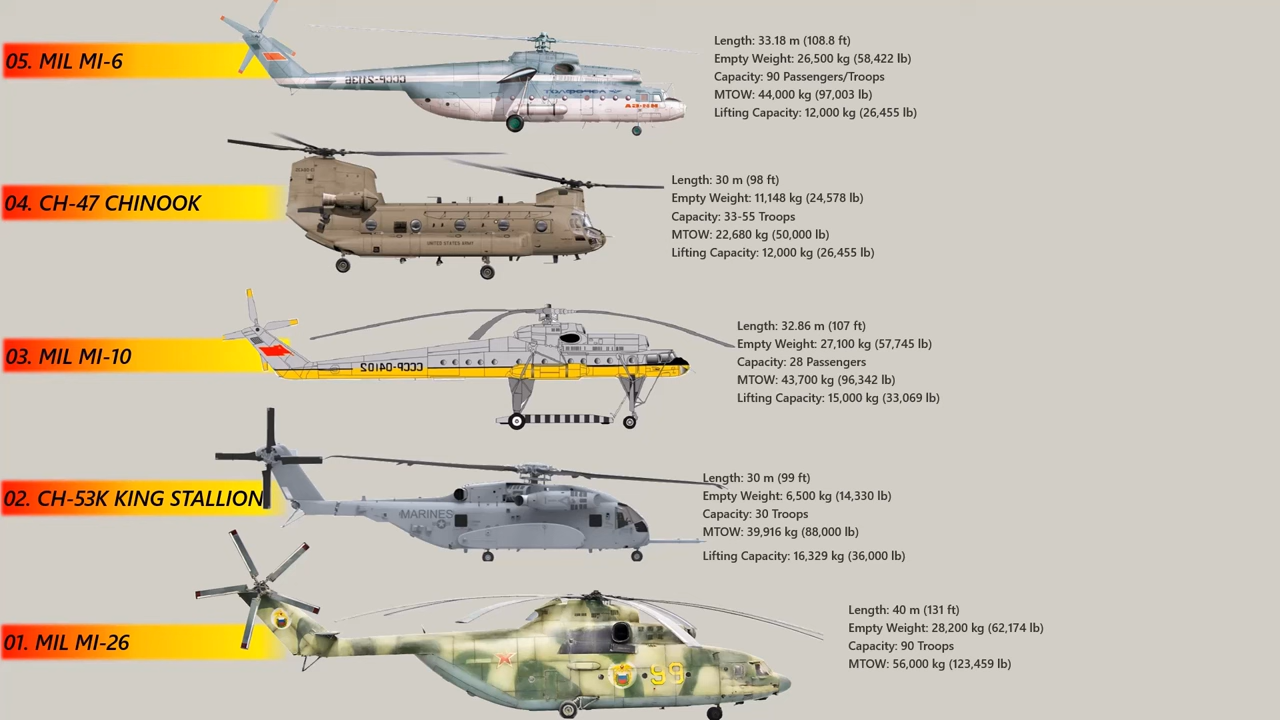 05. MIL MI-6
Length: 33.18 m (108.8 ft)
Empty Weight: 26,500 kg (58,422 lb)
Capacity: 90 Passengers/Troops
MTOW: 44,000 kg (97,003 lb)
Lifting Capacity: 12,000 kg (26,455 lb)
04. CH-47 CHINOOK
UNITED STATES ARMY
Length: 30 m (98 ft)
Empty Weight: 11,148 kg (24,578 lb)
Capacity: 33-55 Troops
MTOW: 22,680 kg (50,000 lb)
Lifting Capacity: 12,000 kg (26,455 lb)
03. MIL MI-10
СССР-04102
Length: 32.86 m (107 ft)
Empty Weight: 27,100 kg (57,745 lb)
Capacity: 28 Passengers
MTOW: 43,700 kg (96,342 lb)
Lifting Capacity: 15,000 kg (33,069 lb)
02. CH-53K KING STALLION
MARINES
Length: 30 m (99 ft)
Empty Weight: 6,500 kg (14,330 lb)
Capacity: 30 Troops
MTOW: 39,916 kg (88,000 lb)
Lifting Capacity: 16,329 kg (36,000 lb)
01. MIL MI-26
99
Length: 40 m (131 ft)
Empty Weight: 28,200 kg (62,174 lb)
Capacity: 90 Troops
MTOW: 56,000 kg (123,459 lb)